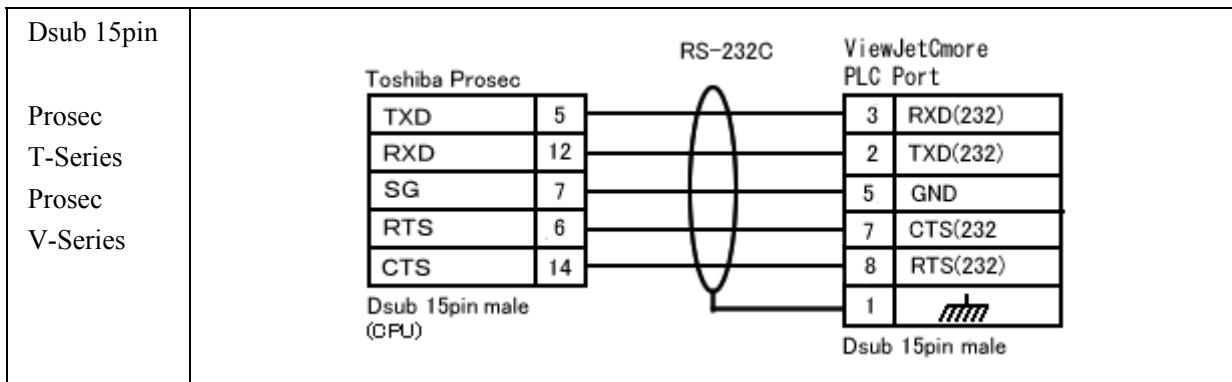 Dsub 15pin
Prosec
T-Series
Prosec
V-Series
RS-232C
ViewJetCmore
PLC Port
Toshiba Prosec
TXD 5 3 RXD(232)
RXD 12 2 TXD(232)
SG 7 5 GND
RTS 6 7 CTS(232
CTS 14 8 RTS(232)
1
Dsub 15pin male
(CPU)
Dsub 15pin male